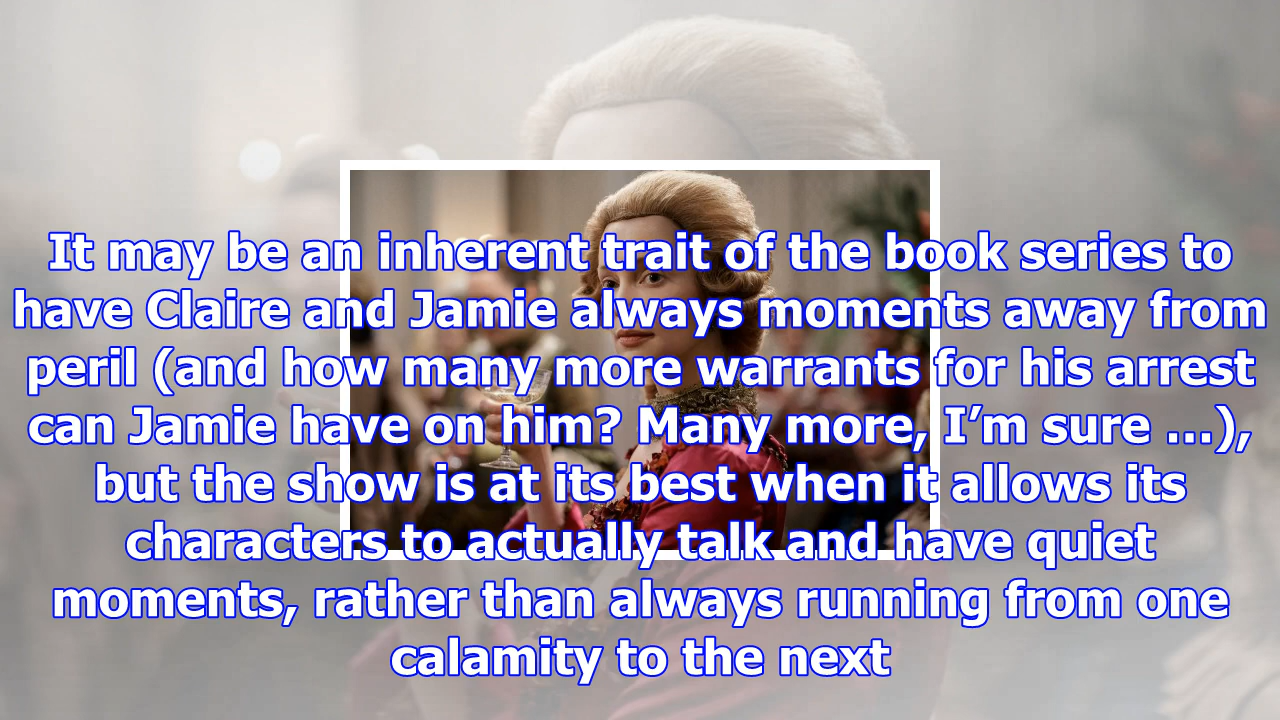 It may be an inherent trait of the book series to
have Claire and Jamie always moments away from
peril (and how many more warrants for his arrest
can Jamie have on him? Many more, I’m sure ...),
but the show is at its best when it allows its
characters to actually talk and have quiet
moments, rather than always running from one
calamity to the next